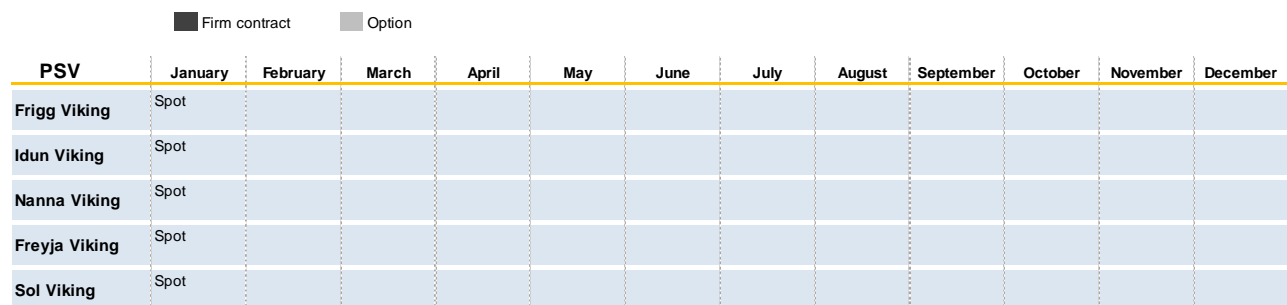 Firm contract Option
PSV January February March April May June July August September October November December
Frigg Viking Spot
Idun Viking Spot
Nanna Viking Spot
Freyja Viking Spot
Sol Viking Spot